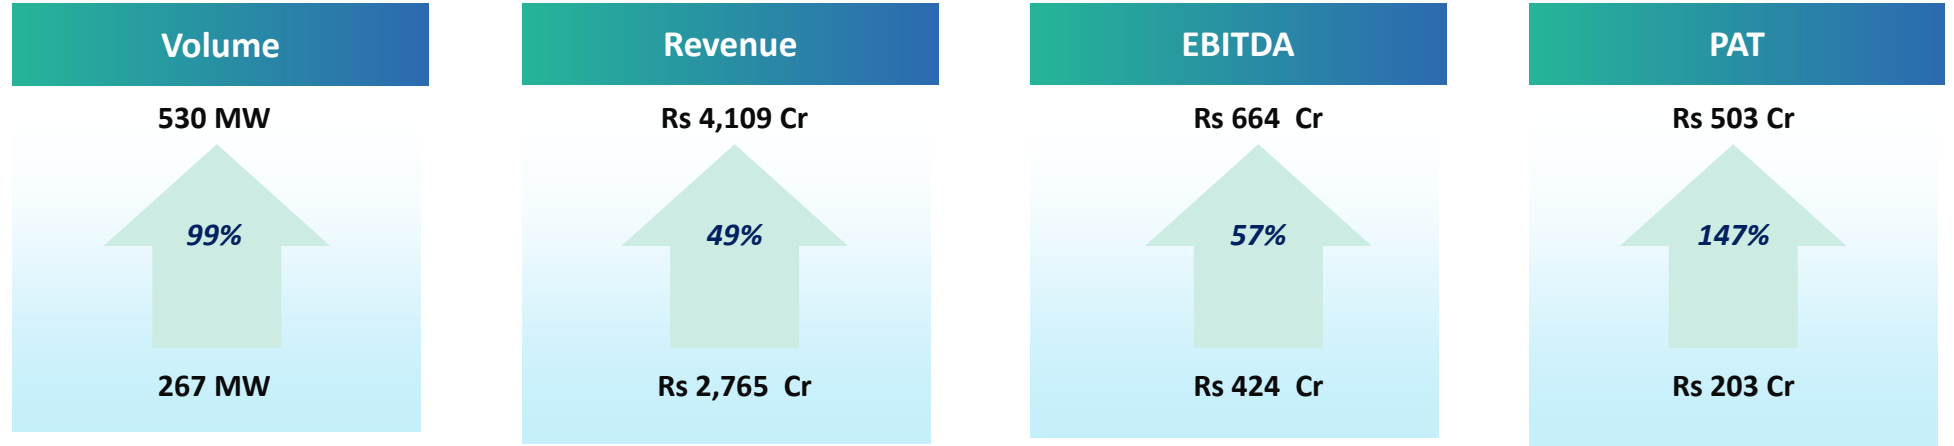 Volume
530 MW
99%
267 MW
Revenue
Rs 4,109 Cr
49%
Rs 2,765 Cr
EBITDA
Rs 664 Cr
57%
Rs 424 Cr
PAT
Rs 503 Cr
147%
Rs 203 Cr